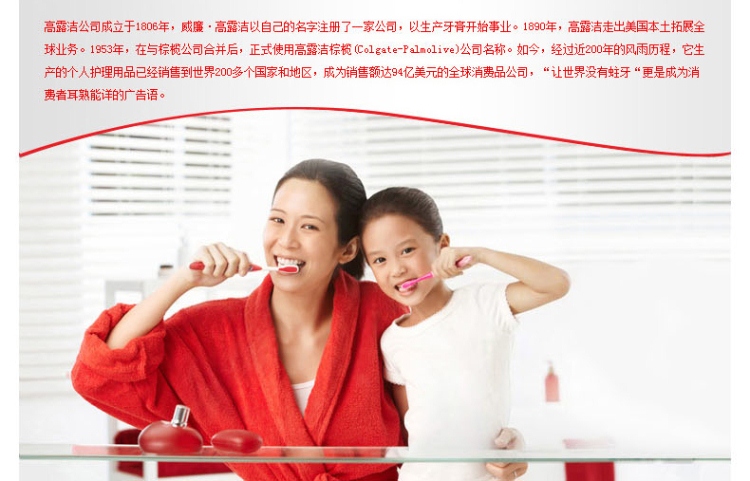 高露洁公司成立于1806年，威廉·高露洁以自己的名字注册了一家公司，以生产牙膏开始事业。1890年，高露洁走出美国本土拓展全
球业务。1953年，在与棕榄公司合并后，正式使用高露洁棕榄(Colgate-Palmolive)公司名称。如今，经过近200年的风雨历程，它生
产的个人护理用品已经销售到世界200多个国家和地区，成为销售额达94亿美元的全球消费品公司，“让世界没有蛀牙“更是成为消
费者耳熟能详的广告语。